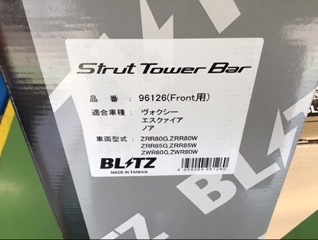 Strut Tower Bar
品　番：96126(Front用)
適合車種：ヴォクシー
エスクァイア
ノア
車両型式：ZRR80G,ZRR80W
ZRR85G,ZRR85W
ZWR80G,ZWR80W
BLITZ
MADE IN TAIWAN